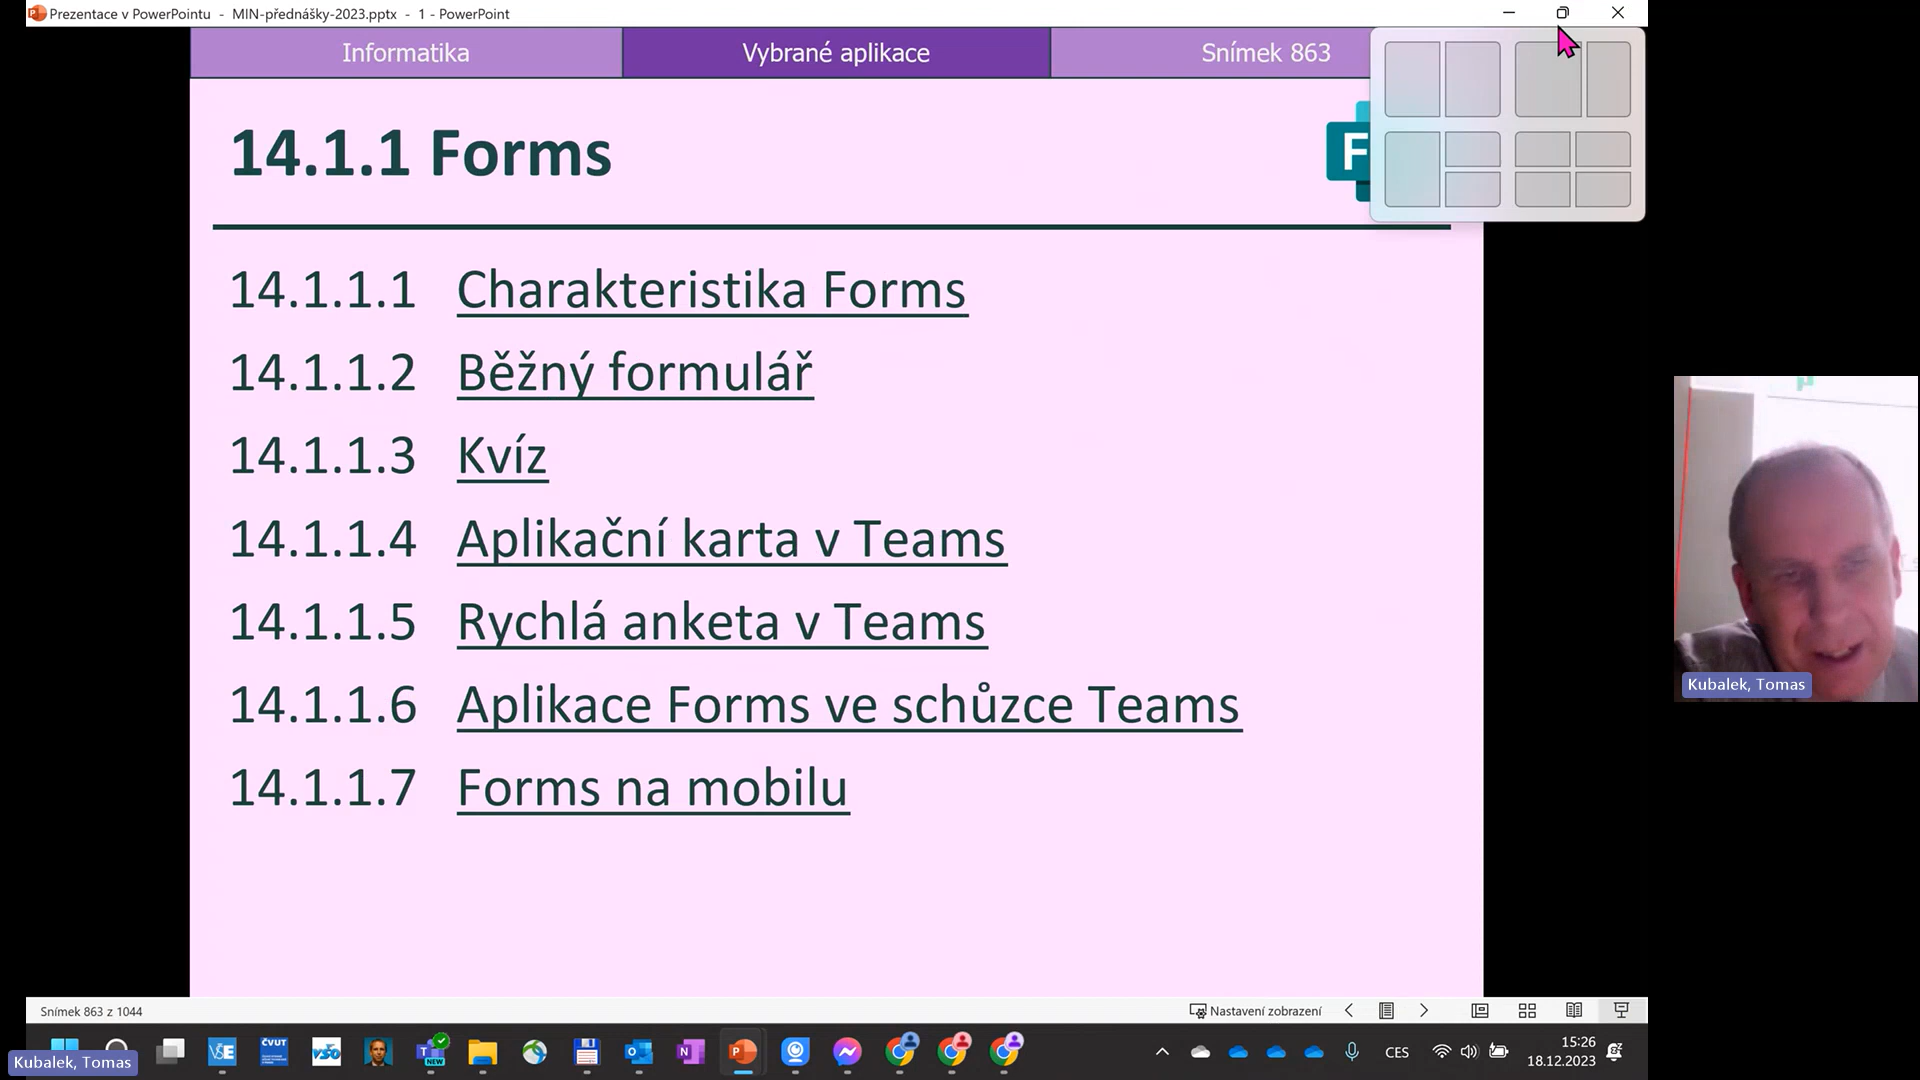 Prezentace v PowerPointu - MIN-přednášky-2023.pptx - 1 - PowerPoint
Informatika
Vybrané aplikace
Snímek 863
14.1.1 Forms
F
14.1.1.1 Charakteristika Forms
14.1.1.2 Běžný formulář
14.1.1.3 Kvíz
14.1.1.4 Aplikační karta v Teams
14.1.1.5 Rychlá anketa v Teams
14.1.1.6 Aplikace Forms ve schůzce Teams
14.1.1.7 Forms na mobilu
Kubalek, Tomas
Snímek 863 z 1044
Nastavení zobrazení
VŠE
ČVUT
VŠO
NEW
CES
15:26
18.12.2023
Kubalek, Tomas